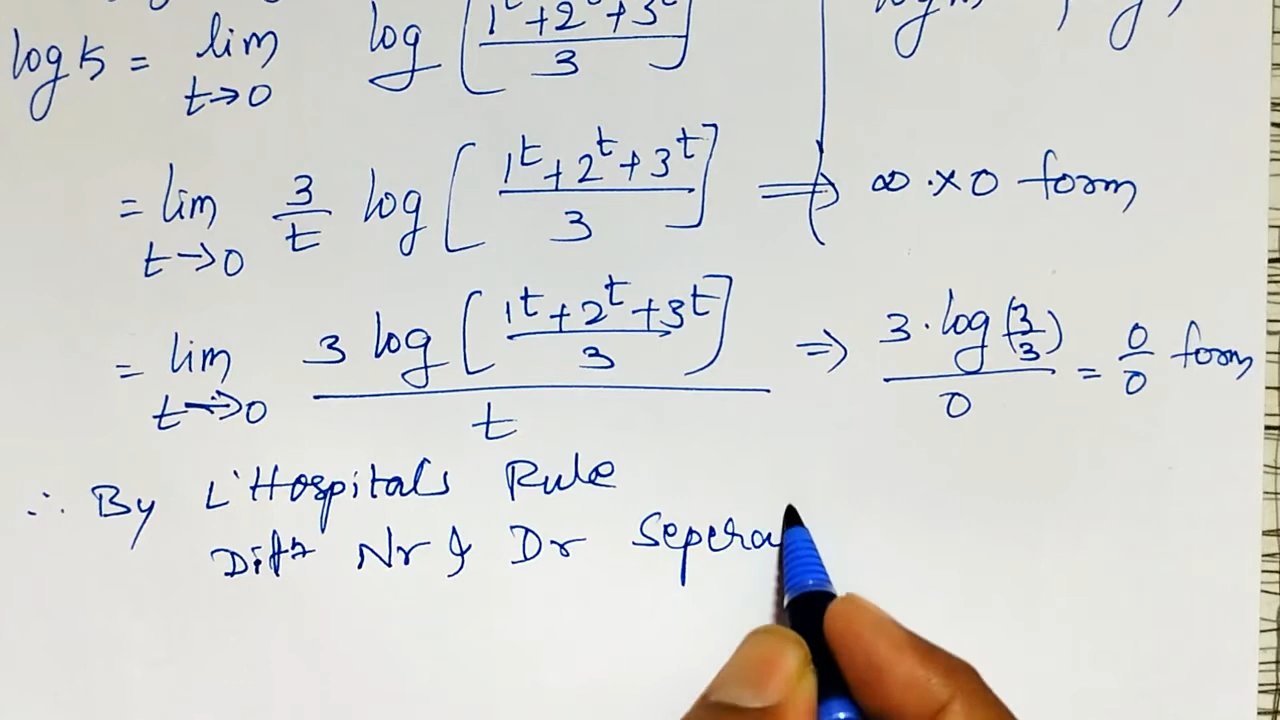 log k = lim t→0 log [(1^t + 2^t + 3^t)/3]
= lim t→0 3/t log [(1^t + 2^t + 3^t)/3] ⇒ ∞ × 0 form
= lim t→0 3 log [(1^t + 2^t + 3^t)/3] / t ⇒ 3 · log (3/3) / 0 = 0/0 form
∴ By L'Hospitals Rule
Diff Nr & Dr Sepera